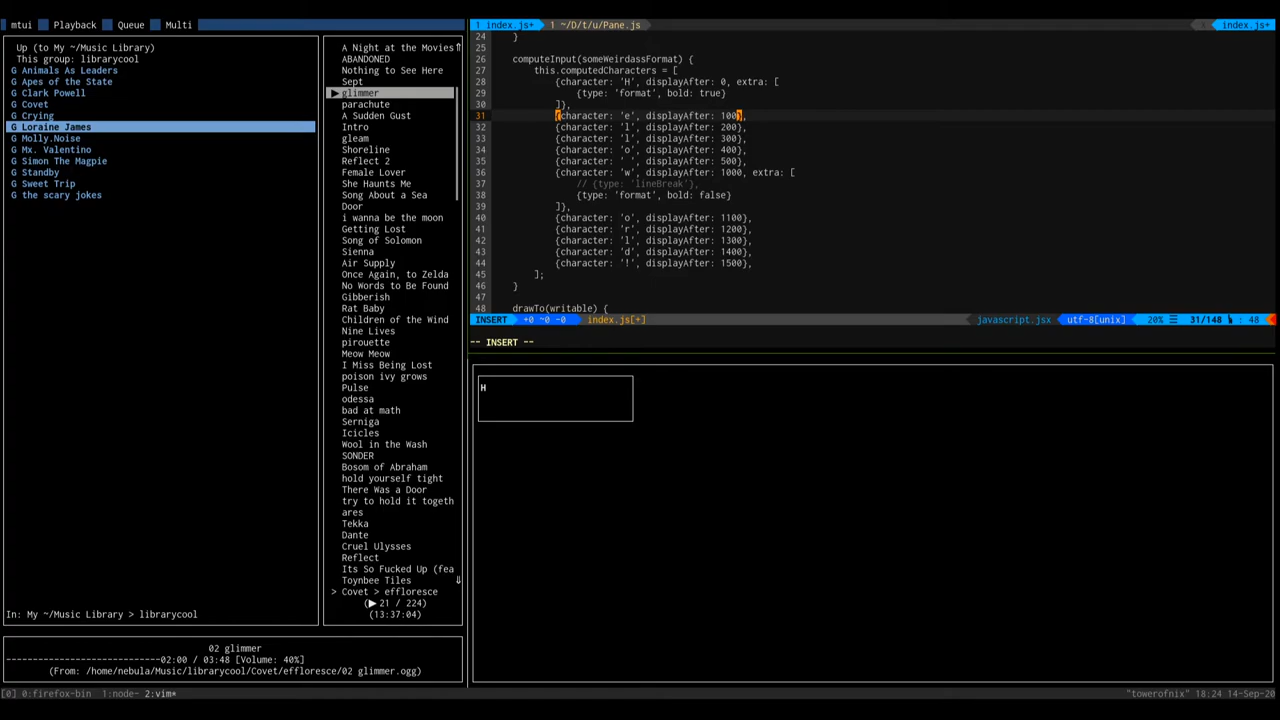 mtui Playback Queue Multi
Up (to My ~/Music Library)
This group: librarycool
G Animals As Leaders
G Apes of the State
G Clark Powell
G Covet
G Crying
G Loraine James
G Molly.Noise
G Mx. Valentino
G Simon The Magpie
G Standby
G Sweet Trip
G the scary jokes
In: My ~/Music Library > librarycool
A Night at the Movies⇑
ABANDONED
Nothing to See Here
Sept
▶ glimmer
parachute
A Sudden Gust
Intro
gleam
Shoreline
Reflect 2
Female Lover
She Haunts Me
Song About a Sea
Door
i wanna be the moon
Getting Lost
Song of Solomon
Sienna
Air Supply
Once Again, to Zelda
No Words to Be Found
Gibberish
Rat Baby
Children of the Wind
Nine Lives
pirouette
Meow Meow
I Miss Being Lost
poison ivy grows
Pulse
odessa
bad at math
Serniga
Icicles
Wool in the Wash
SONDER
Bosom of Abraham
hold yourself tight
There Was a Door
try to hold it togeth
ares
Tekka
Dante
Cruel Ulysses
Reflect
Its So Fucked Up (fea
Toynbee Tiles ⇓
> Covet > effloresce
(▶ 21 / 224)
(13:37:04)
02 glimmer
-----------------------------02:00 / 03:48 [Volume: 40%]
(From: /home/nebula/Music/librarycool/Covet/effloresce/02 glimmer.ogg)
1 index.js+ 1 ~/D/t/u/Pane.js index.js+
24 }
25
26 computeInput(someWeirdassFormat) {
27 this.computedCharacters = [
28 {character: 'H', displayAfter: 0, extra: [
29 {type: 'format', bold: true}
30 ]},
31 {character: 'e', displayAfter: 100},
32 {character: 'l', displayAfter: 200},
33 {character: 'l', displayAfter: 300},
34 {character: 'o', displayAfter: 400},
35 {character: ' ', displayAfter: 500},
36 {character: 'w', displayAfter: 1000, extra: [
37 // {type: 'lineBreak'},
38 {type: 'format', bold: false}
39 ]},
40 {character: 'o', displayAfter: 1100},
41 {character: 'r', displayAfter: 1200},
42 {character: 'l', displayAfter: 1300},
43 {character: 'd', displayAfter: 1400},
44 {character: '!', displayAfter: 1500},
45 ];
46 }
47
48 drawTo(writable) {
INSERT +0 ~0 -0 index.js[+] javascript.jsx utf-8[unix] 20% ☰ 31/148 : 48
-- INSERT --
H
[0] 0:firefox-bin 1:node- 2:vim* "towerofnix" 18:24 14-Sep-20